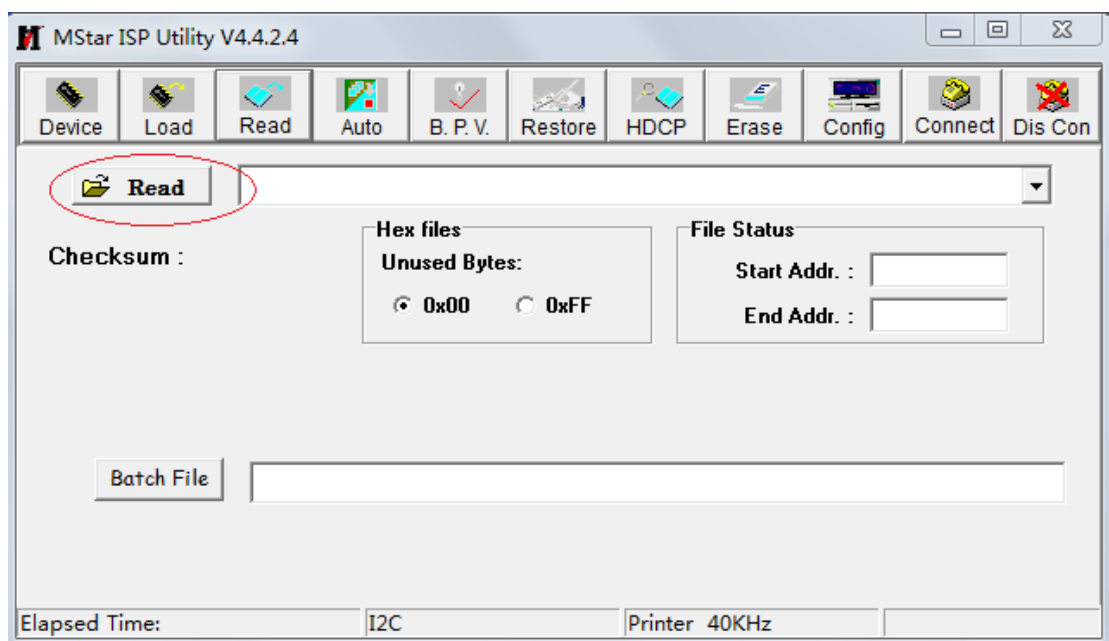 MStar ISP Utility V4.4.2.4
Device Load Read Auto B. P. V. Restore HDCP Erase Config Connect Dis Con
Read
Checksum :
Hex files
Unused Bytes:
0x00 0xFF
File Status
Start Addr. :
End Addr. :
Batch File
Elapsed Time: I2C Printer 40KHz